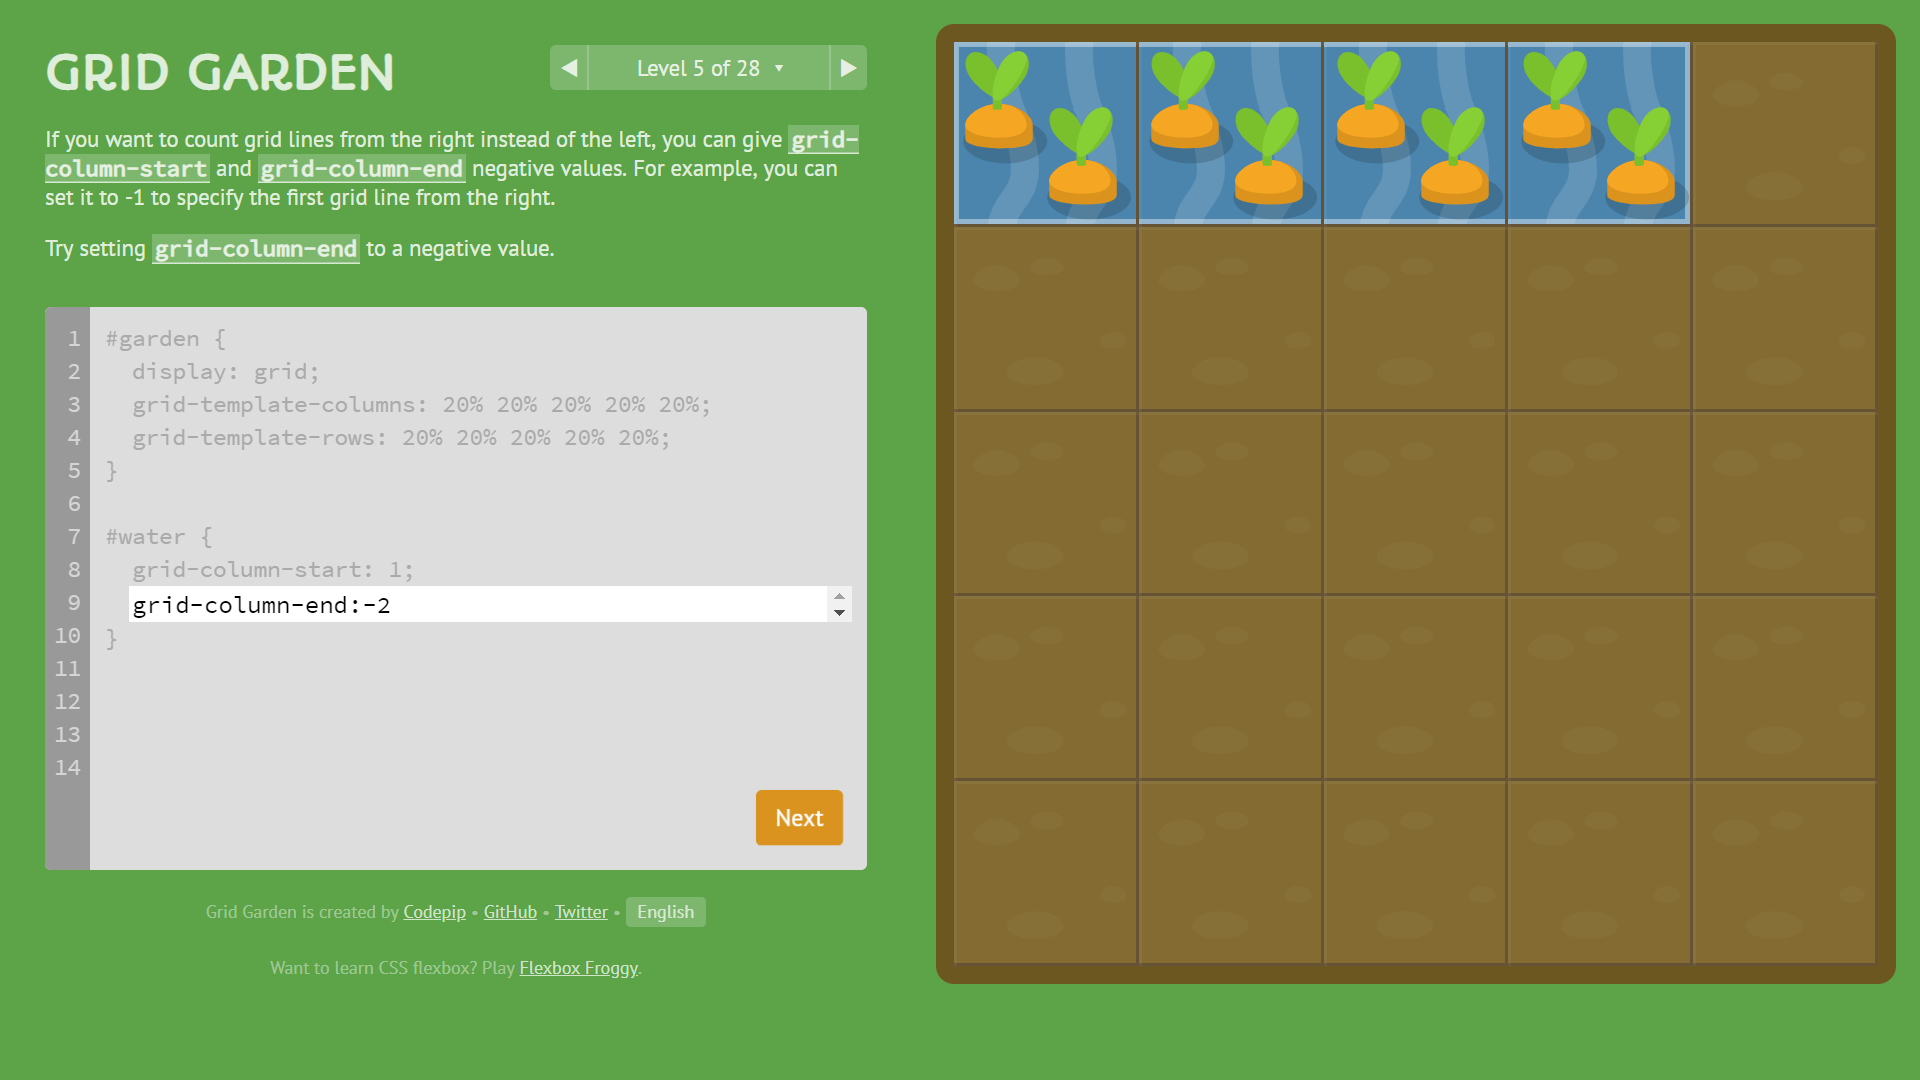 GRID GARDEN
◀ Level 5 of 28 ▾ ▶
If you want to count grid lines from the right instead of the left, you can give grid-
column-start and grid-column-end negative values. For example, you can
set it to -1 to specify the first grid line from the right.
Try setting grid-column-end to a negative value.
1 #garden {
2 display: grid;
3 grid-template-columns: 20% 20% 20% 20% 20%;
4 grid-template-rows: 20% 20% 20% 20% 20%;
5 }
6
7 #water {
8 grid-column-start: 1;
9 grid-column-end:-2
10 }
11
12
13
14
Next
Grid Garden is created by Codepip • GitHub • Twitter • English
Want to learn CSS flexbox? Play Flexbox Froggy.